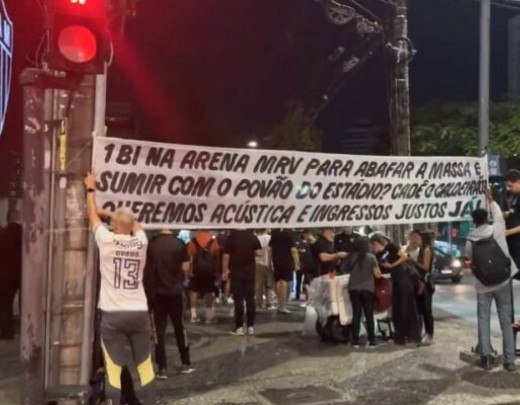 1 BI NA ARENA MRV PARA ABAFAR A MASSA E
SUMIR COM O POVÃO DO ESTÁDIO? CADÊ O CALDEIRÃO
QUEREMOS ACÚSTICA E INGRESSOS JUSTOS JÁ!
13